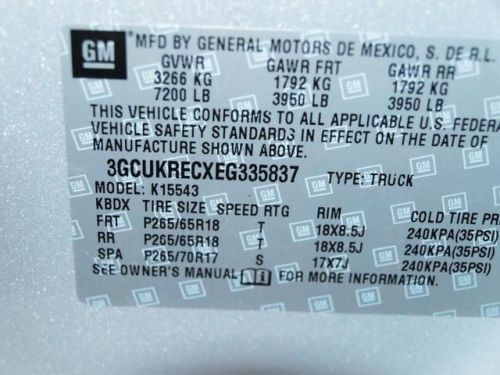 GM
MFD BY GENERAL MOTORS DE MEXICO, S. DE R.L.
GVWR GAWR FRT GAWR RR
3266 KG 1792 KG 1792 KG
7200 LB 3950 LB 3950 LB
THIS VEHICLE CONFORMS TO ALL APPLICABLE U.S. FEDERA
VEHICLE SAFETY STANDARDS IN EFFECT ON THE DATE OF
MANUFACTURE SHOWN ABOVE.
3GCUKRECXEG335837 TYPE: TRUCK
MODEL: K15543
KBDX TIRE SIZE SPEED RTG RIM COLD TIRE PR
FRT P265/65R18 T 18X8.5J 240KPA(35PSI)
RR P265/65R18 T 18X8.5J 240KPA(35PSI)
SPA P265/70R17 S 17X7J 240KPA(35PSI)
SEE OWNER'S MANUAL i FOR MORE INFORMATION.